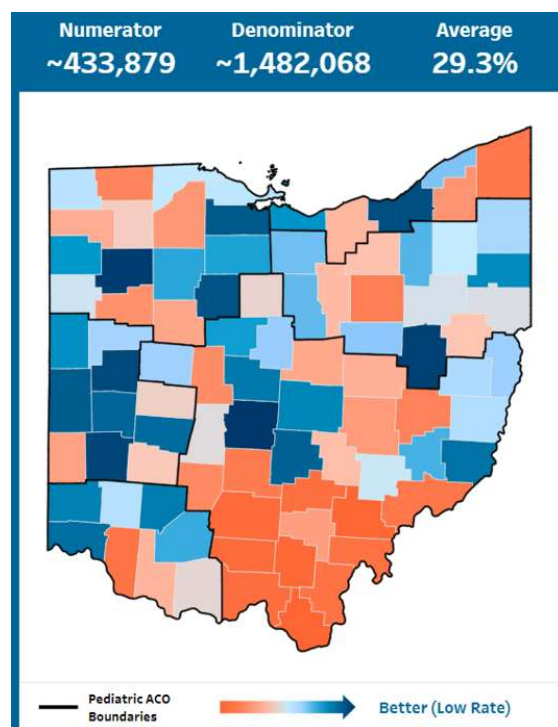 Numerator Denominator Average
~433,879 ~1,482,068 29.3%
Pediatric ACO
Boundaries
Better (Low Rate)